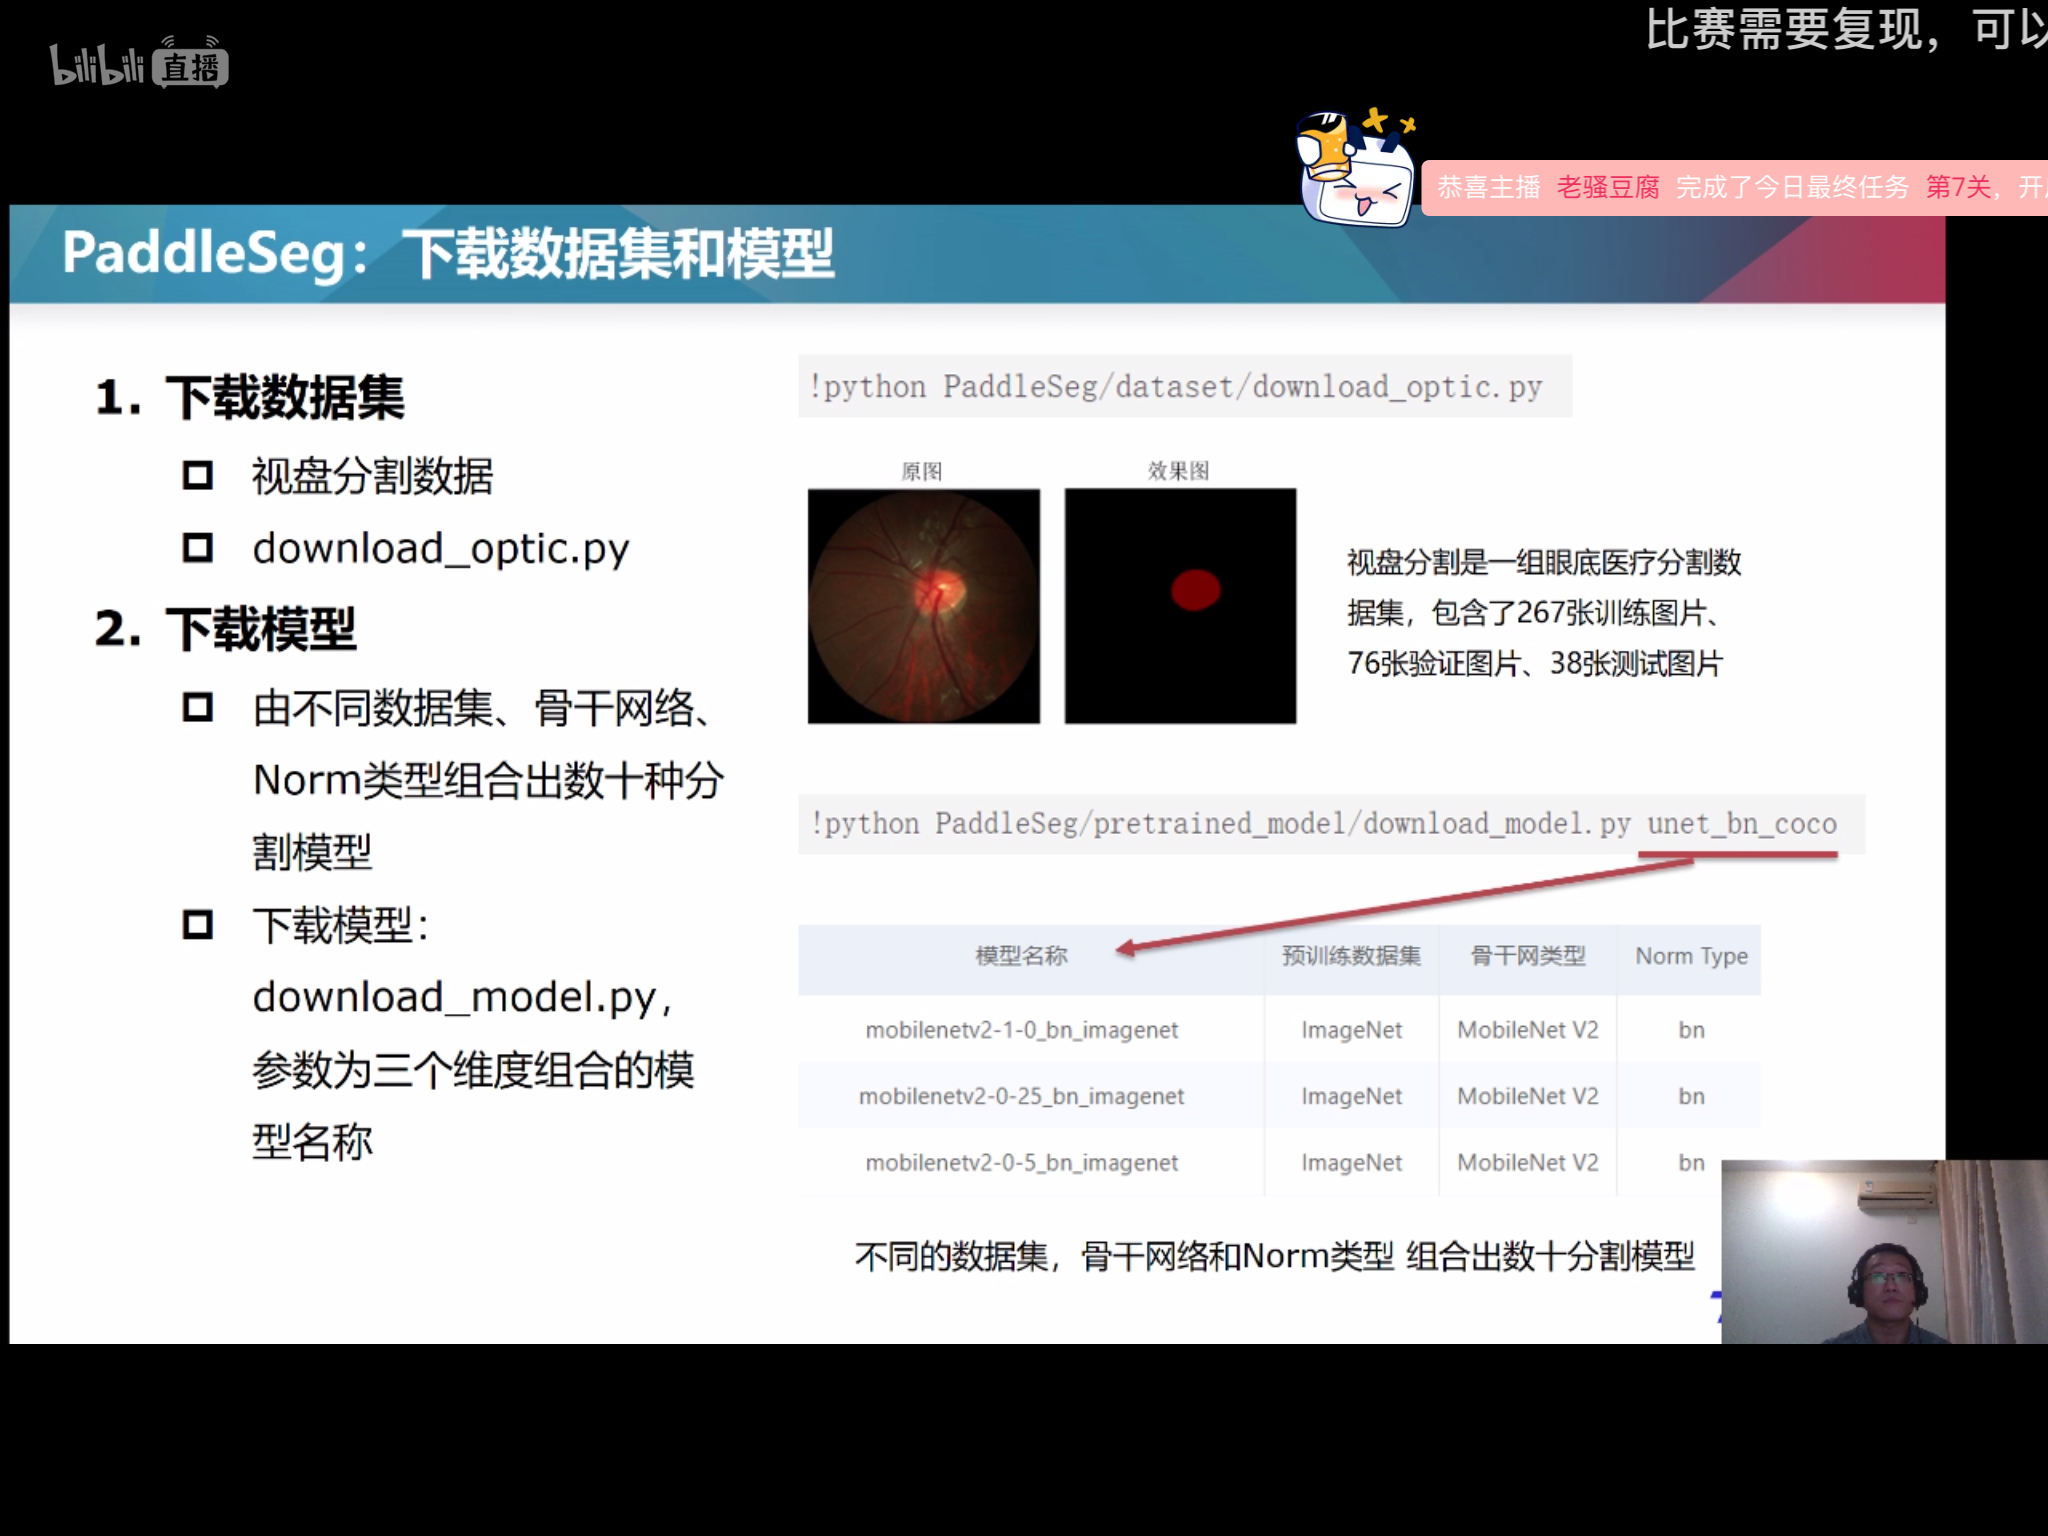 比赛需要复现，可以
bilibili 直播
恭喜主播 老骚豆腐 完成了今日最终任务 第7关，开
PaddleSeg：下载数据集和模型
1. 下载数据集
视盘分割数据
download_optic.py
2. 下载模型
由不同数据集、骨干网络、
Norm类型组合出数十种分
割模型
下载模型：
download_model.py，
参数为三个维度组合的模
型名称
!python PaddleSeg/dataset/download_optic.py
原图 效果图
视盘分割是一组眼底医疗分割数
据集，包含了267张训练图片、
76张验证图片、38张测试图片
!python PaddleSeg/pretrained_model/download_model.py unet_bn_coco
模型名称 预训练数据集 骨干网类型 Norm Type
mobilenetv2-1-0_bn_imagenet ImageNet MobileNet V2 bn
mobilenetv2-0-25_bn_imagenet ImageNet MobileNet V2 bn
mobilenetv2-0-5_bn_imagenet ImageNet MobileNet V2 bn
不同的数据集，骨干网络和Norm类型 组合出数十分割模型